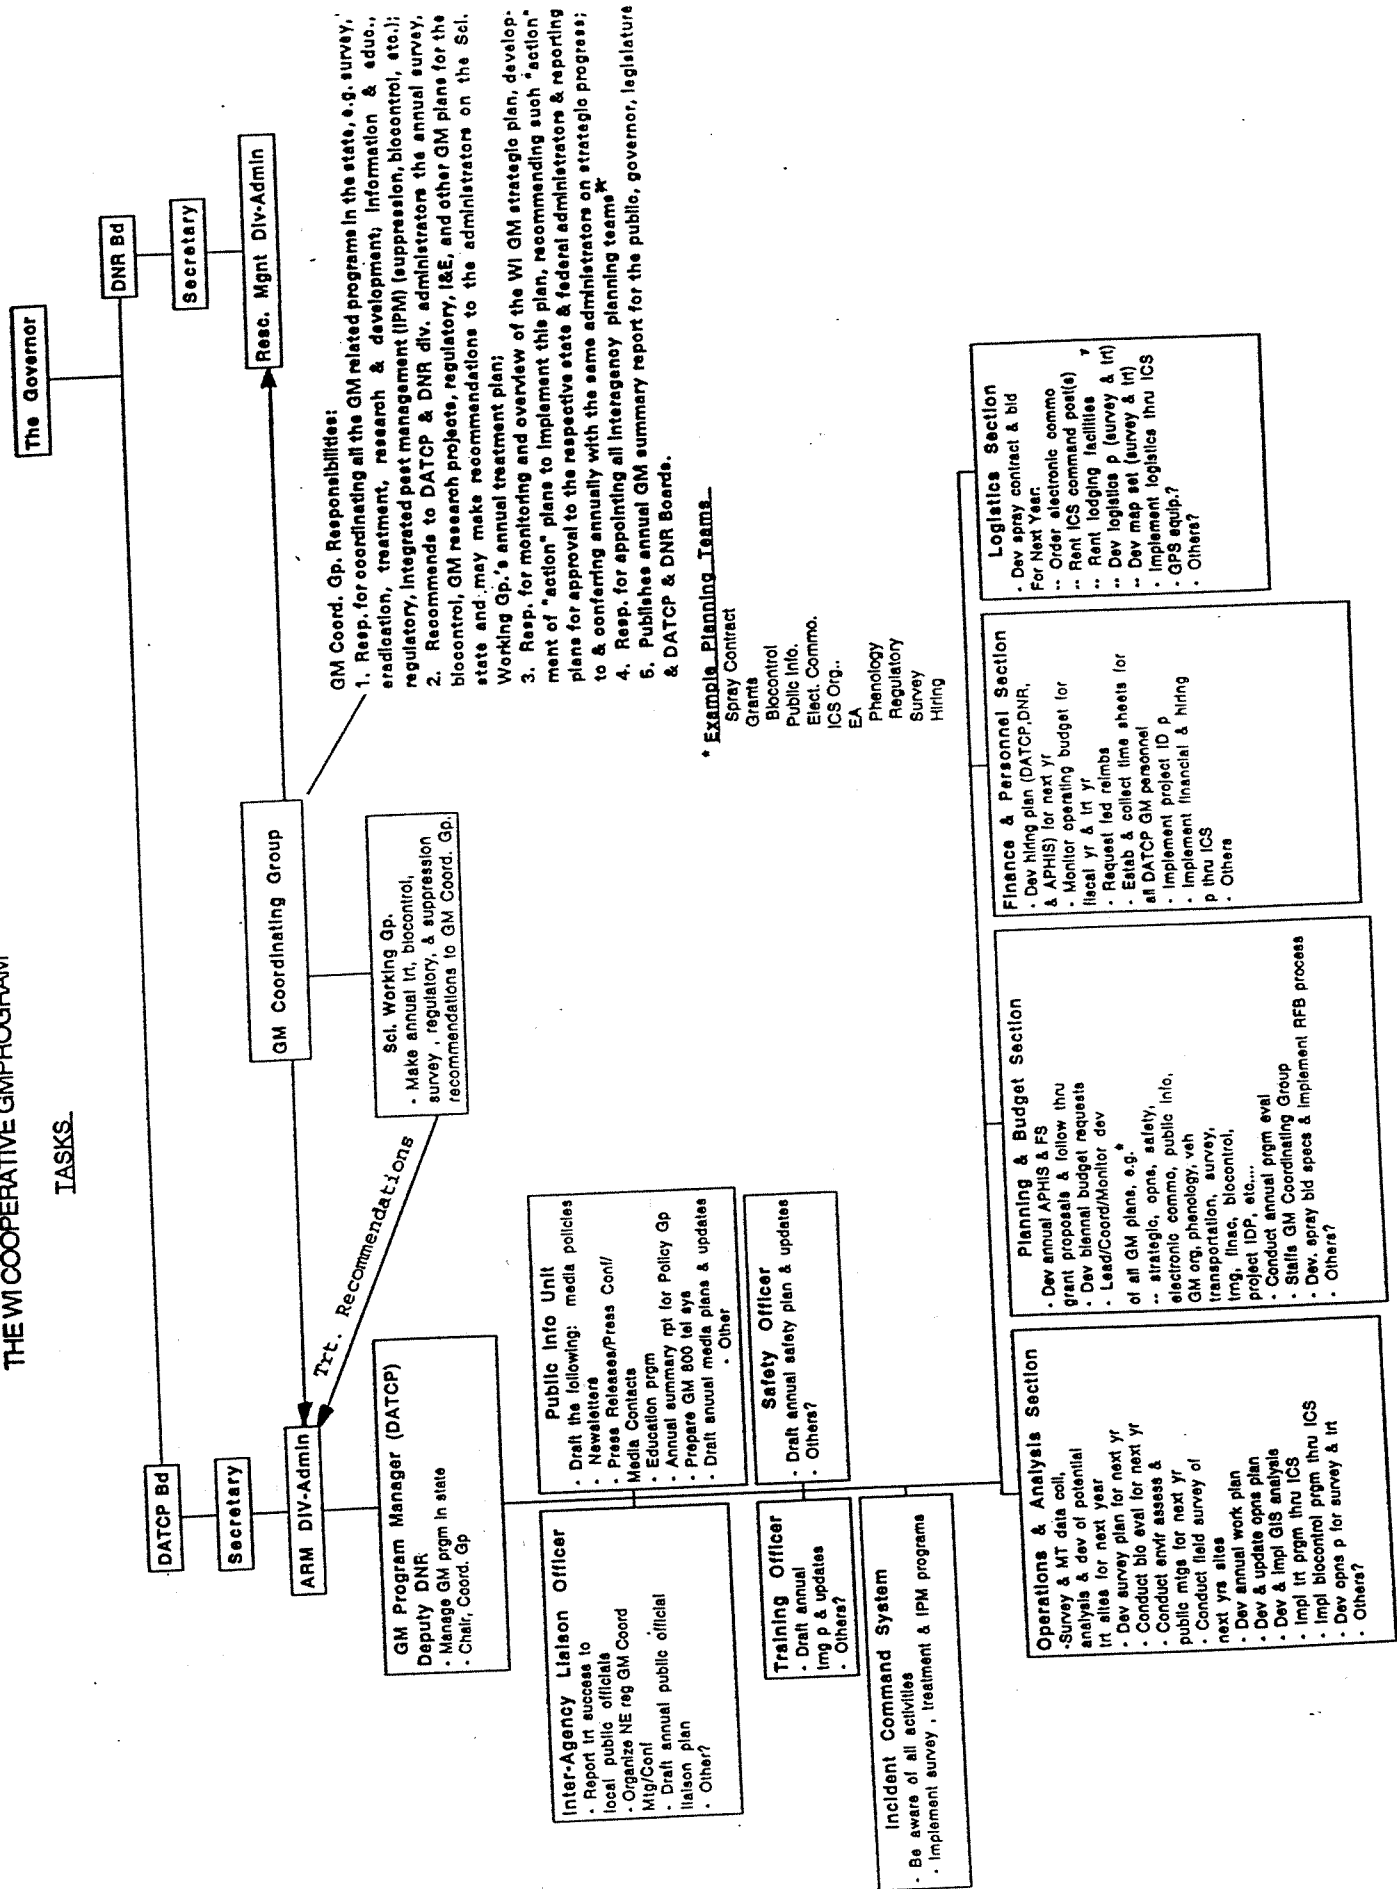 THE WI COOPERATIVE GMPROGRAM
TASKS
The Governor
DATCP Bd
DNR Bd
Secretary
Secretary
ARM DIV-Admin
GM Coordinating Group
Resc. Mgnt Div-Admin
Trt. Recommendations
Sci. Working Gp.
· Make annual trt, biocontrol,
survey , regulatory, & suppression
recommendations to GM Coord. Gp.
GM Coord. Gp. Responsibilities:
1. Resp. for coordinating all the GM related programs in the state, e.g. survey,
eradication, treatment, research & development; information & educ.,
regulatory, integrated pest management (IPM) (suppression, biocontrol, etc.);
2. Recommends to DATCP & DNR div. administrators the annual survey,
biocontrol, GM research projects, regulatory, I&E, and other GM plans for the
state and may make recommendations to the administrators on the Sci.
Working Gp.'s annual treatment plan;
3. Resp. for monitoring and overview of the WI GM strategic plan, develop-
ment of "action" plans to implement this plan, recommending such "action"
plans for approval to the respective state & federal administrators & reporting
to & conferring annually with the same administrators on strategic progress;
4. Resp. for appointing all interagency planning teams*
5. Publishes annual GM summary report for the public, governor, legislature
& DATCP & DNR Boards.
* Example Planning Teams
Spray Contract
Grants
Biocontrol
Public Info.
Elect. Commo.
ICS Org..
EA
Phenology
Regulatory
Survey
Hiring
GM Program Manager (DATCP)
Deputy DNR
· Manage GM prgm in state
· Chair, Coord. Gp
Inter-Agency Liaison Officer
· Report trt success to
local public officials
· Organize NE reg GM Coord
Mtg/Conf
· Draft annual public official
liaison plan
· Other?
Public Info Unit
· Draft the following: media policies
· Newsletters
· Press Releases/Press Conf/
Media Contacts
· Education prgm
· Annual summary rpt for Policy Gp
· Prepare GM 800 tel sys
· Draft anuual media plans & updates
· Other
Training Officer
· Draft annual
trng p & updates
· Others?
Safety Officer
· Draft annual safety plan & updates
· Others?
Incident Command System
· Be aware of all activities
· Implement survey , treatment & IPM programs
Operations & Analysis Section
·Survey & MT data coll,
analysis & dev of potential
trt sites for next year
· Dev survey plan for next yr
· Conduct bio eval for next yr
· Conduct envir assess &
public mtgs for next yr
· Conduct field survey of
next yrs sites
· Dev annual work plan
· Dev & update opns plan
· Dev & impl GIS analysis
· Impl trt prgm thru ICS
· Impl biocontrol prgm thru ICS
· Dev opns p for survey & trt
· Others?
Planning & Budget Section
· Dev annual APHIS & FS
grant proposals & follow thru
· Dev biennal budget requests
· Lead/Coord/Monitor dev
of all GM plans, e.g.*
-- strategic, opns, safety,
electronic commo, public info,
GM org, phenology, veh
transportation, survey,
trng, finac, biocontrol,
project IDP, etc....
· Conduct annual prgm eval
· Staffs GM Coordinating Group
· Dev. spray bid specs & implement RFB process
· Others?
Finance & Personnel Section
· Dev hiring plan (DATCP,DNR,
& APHIS) for next yr
· Monitor operating budget for
fiscal yr & trt yr
· Request fed reimbs
· Estab & collect time sheets for
all DATCP GM personnel
· Implement project ID p
· Implement financial & hiring
p thru ICS
· Others
Logistics Section
· Dev spray contract & bid
For Next Year:
-- Order electronic commo
-- Rent ICS command post(s)
-- Rent lodging facilities
-- Dev logistics p (survey & trt)
-- Dev map set (survey & trt)
· Implement logistics thru ICS
· GPS equip.?
· Others?